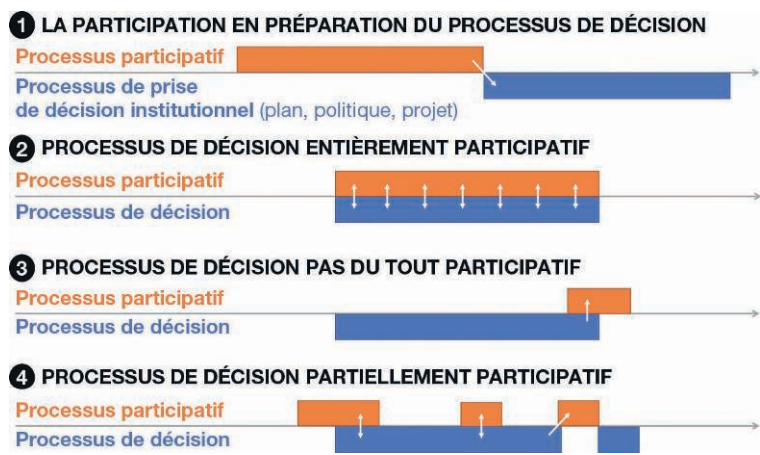 1 LA PARTICIPATION EN PRÉPARATION DU PROCESSUS DE DÉCISION
Processus participatif
Processus de prise
de décision institutionnel (plan, politique, projet)
2 PROCESSUS DE DÉCISION ENTIÈREMENT PARTICIPATIF
Processus participatif
Processus de décision
3 PROCESSUS DE DÉCISION PAS DU TOUT PARTICIPATIF
Processus participatif
Processus de décision
4 PROCESSUS DE DÉCISION PARTIELLEMENT PARTICIPATIF
Processus participatif
Processus de décision